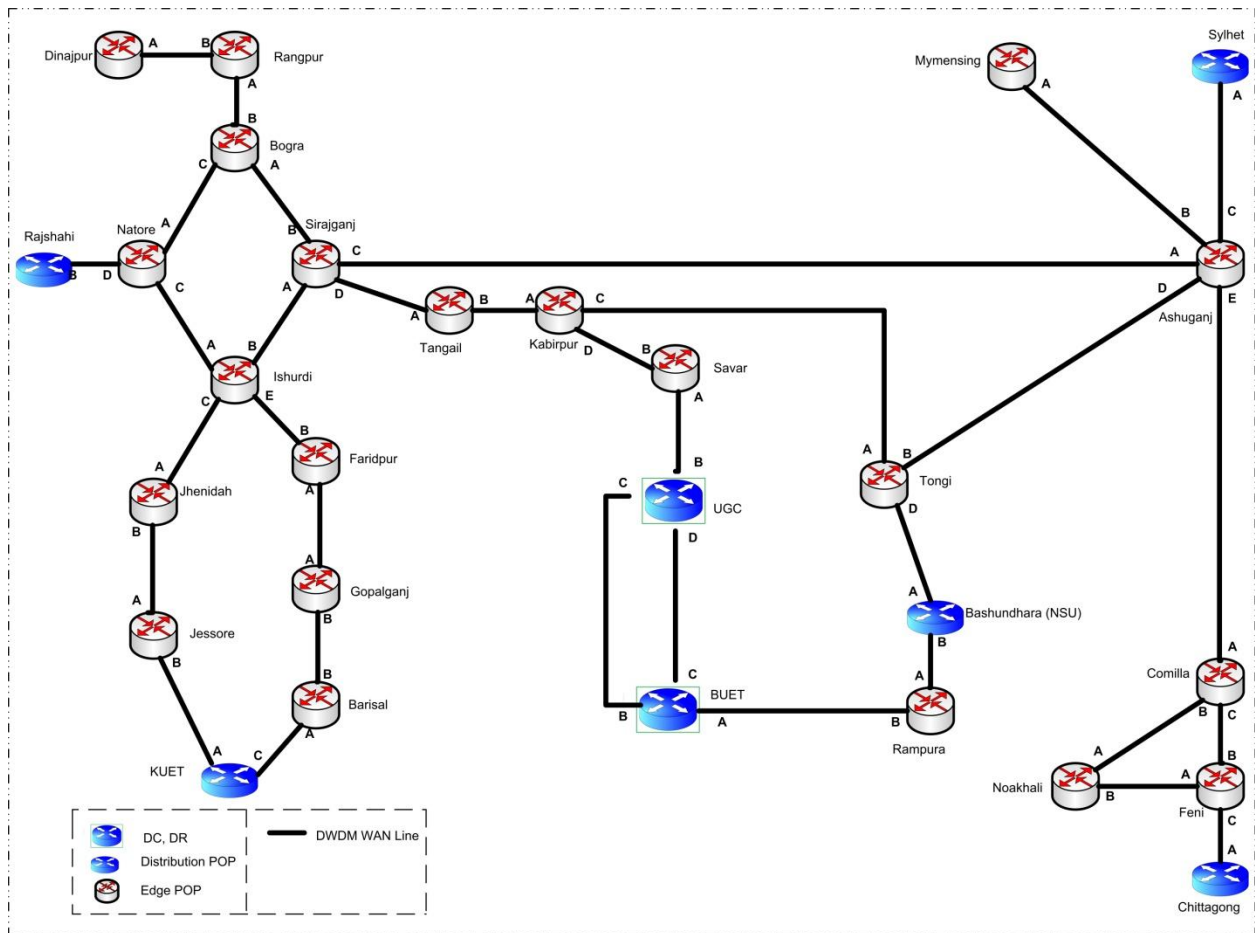 Sylhet
A B
Dinajpur Rangpur
Mymensing
A
A
A
B
Bogra
C A
A
B C
Sirajganj
Natore
B
Rajshahi
C
A
B
D
C
A
D
D
E
B
A
C
A
Ashuganj
Tangail
Kabirpur
D
B
Savar
A B
Ishurdi
A
C E
B
Faridpur
A B
A
B
C
Tongi
Jhenidah
A
UGC
D
B
D
A
A
Gopalganj
A
Bashundhara (NSU)
B
B
Jessore
B
A
A
B
C
BUET
Comilla
Barisal
B
A
B
B C
A
Rampura
A
B
KUET
A C
Noakhali
A
B
Feni
C
DC, DR
DWDM WAN Line
Distribution POP
A
Edge POP
Chittagong